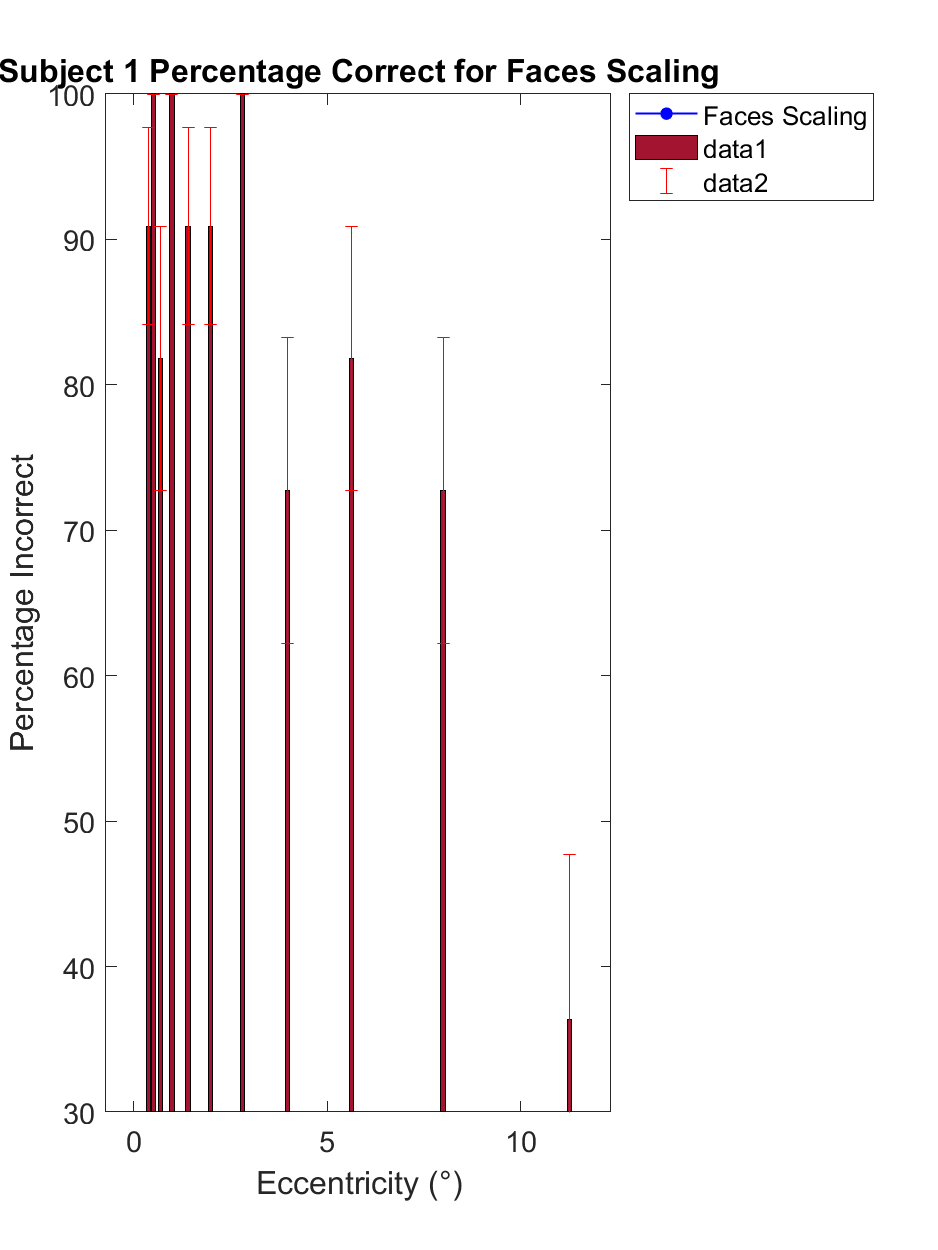 Subject 1 Percentage Correct for Faces Scaling
Faces Scaling
data1
data2
Percentage Incorrect
100
90
80
70
60
50
40
30
0 5 10
Eccentricity (°)